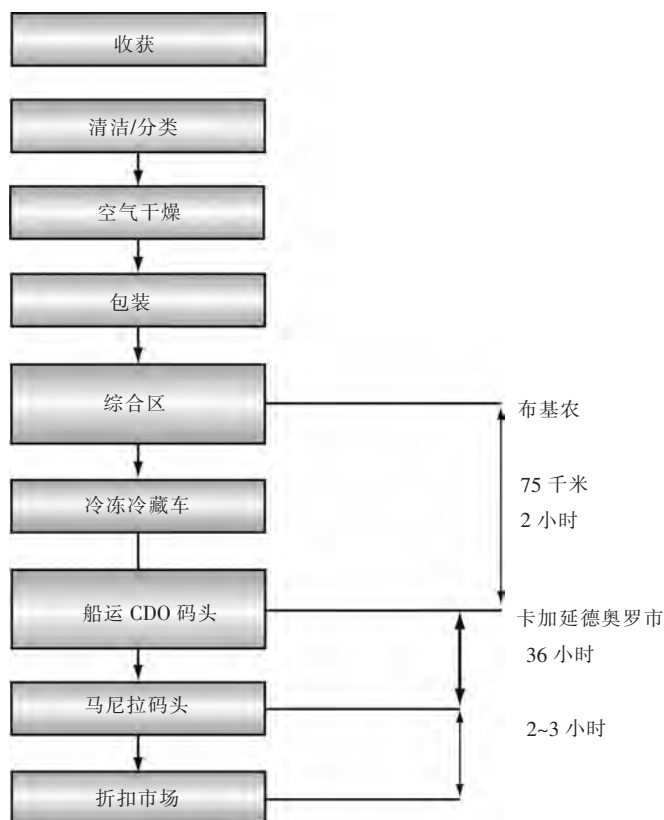 收获
清洁/分类
空气干燥
包装
综合区
布基农
75 千米
冷冻冷藏车
2 小时
船运 CDO 码头
卡加延德奥罗市
36 小时
马尼拉码头
2~3 小时
折扣市场